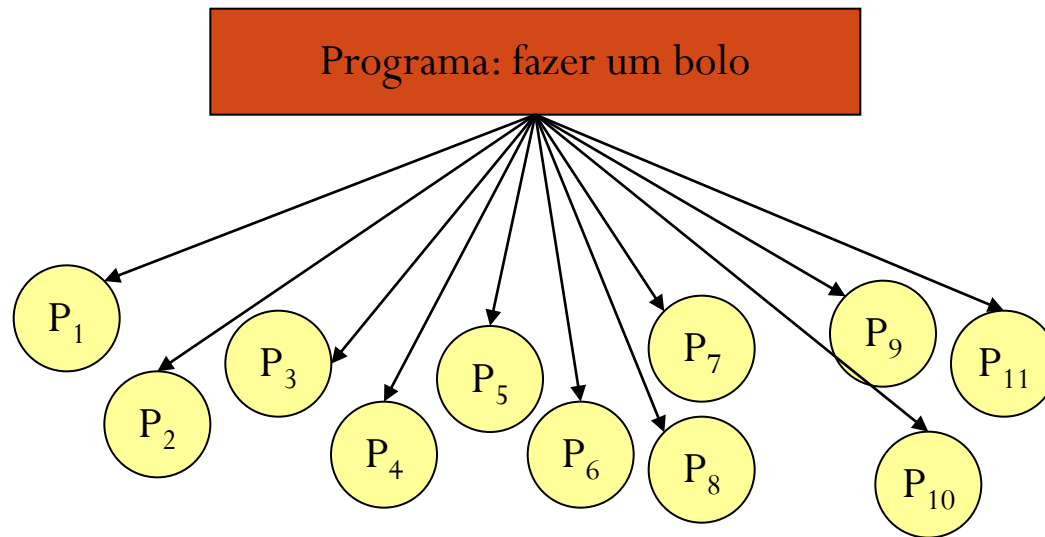 Programa: fazer um bolo
P₁
P₂
P₃
P₄
P₅
P₆
P₇
P₈
P₉
P₁₀
P₁₁